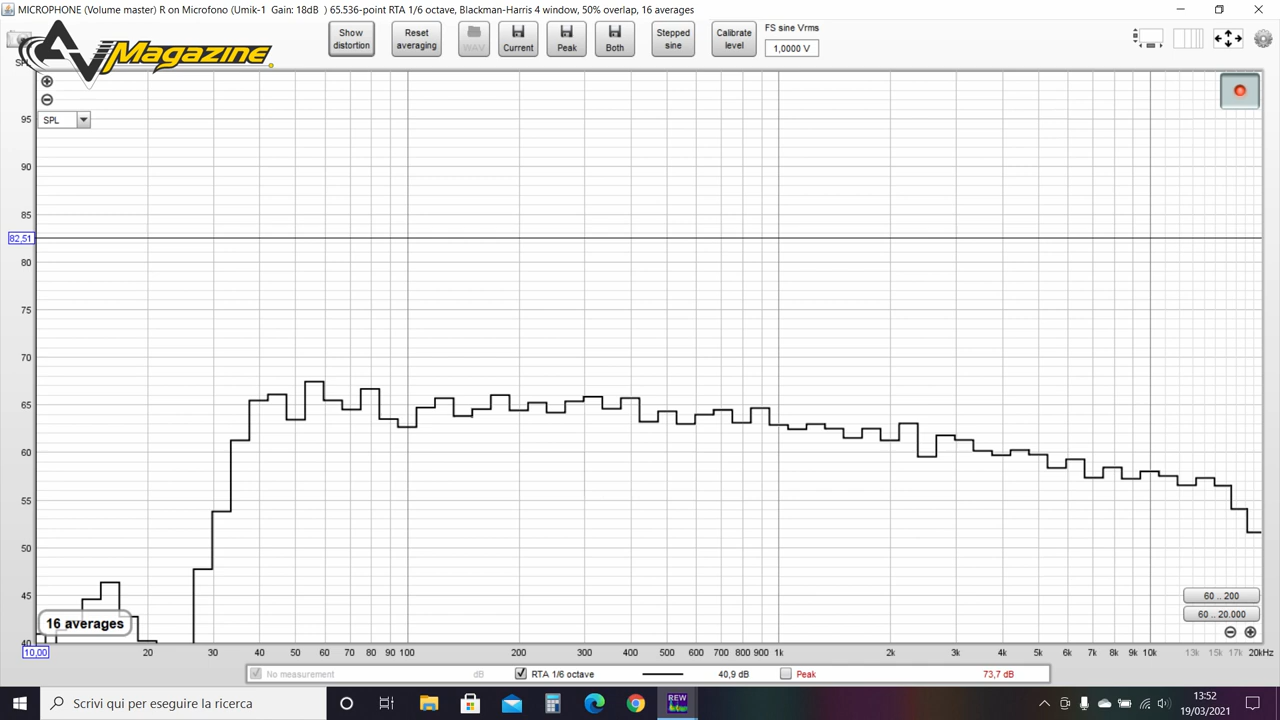 MICROPHONE (Volume master) R on Microfono (Umik-1 Gain: 18dB ) 65.536-point RTA 1/6 octave, Blackman-Harris 4 window, 50% overlap, 16 averages
AV Magazine
Show distortion
Reset averaging
WAV
Current
Peak
Both
Stepped sine
Calibrate level
FS sine Vrms
1,0000 V
SPL
95
90
85
82,51
80
75
70
65
60
55
50
45
40
16 averages
60 .. 200
60 .. 20.000
10,00 20 30 40 50 60 70 80 90 100 200 300 400 500 600 700 800 900 1k 2k 3k 4k 5k 6k 7k 8k 9k 10k 13k 15k 17k 20kHz
No measurement dB RTA 1/6 octave 40,9 dB Peak 73,7 dB
Scrivi qui per eseguire la ricerca
REW
13:52
19/03/2021